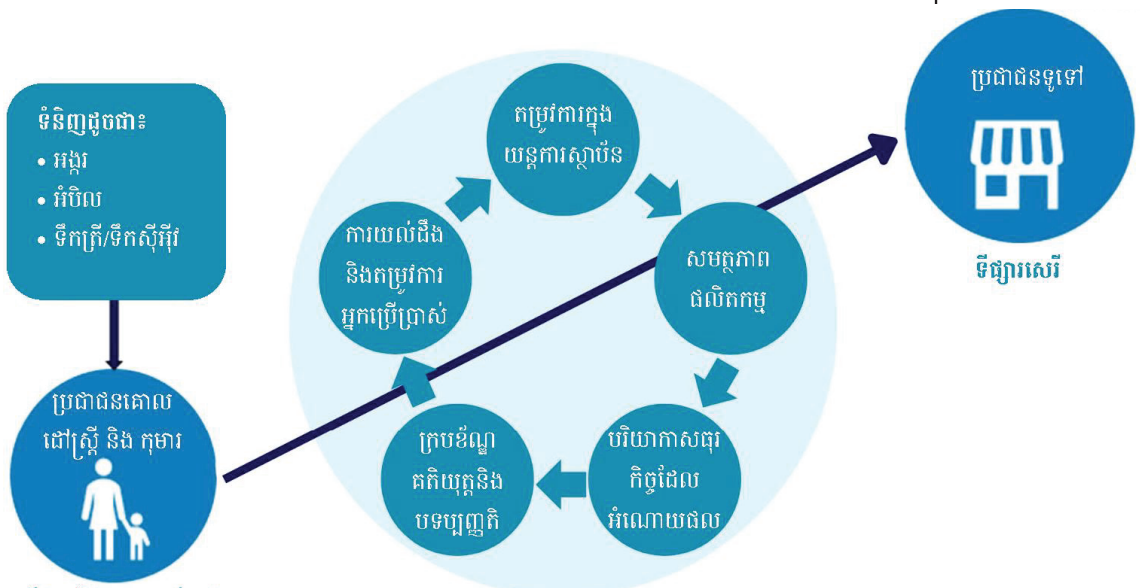 ទំនិញដូចជា៖
• អង្ករ
• អំបិល
• ទឹកត្រី/ទឹកស៊ីអ៊ីវ
ប្រជាជនគោល
ដៅស្ត្រី និង កុមារ
តម្រូវការក្នុង
យន្តការស្ថាប័ន
សមត្ថភាព
ផលិតកម្ម
បរិយាកាសធុរ
កិច្ចដែល
អំណោយផល
ក្របខ័ណ្ឌ
គតិយុត្តនិង
បទប្បញ្ញតិ
ការយល់ដឹង
និងតម្រូវការ
អ្នកប្រើប្រាស់
ប្រជាជនទូទៅ
ទីផ្សារសេរី